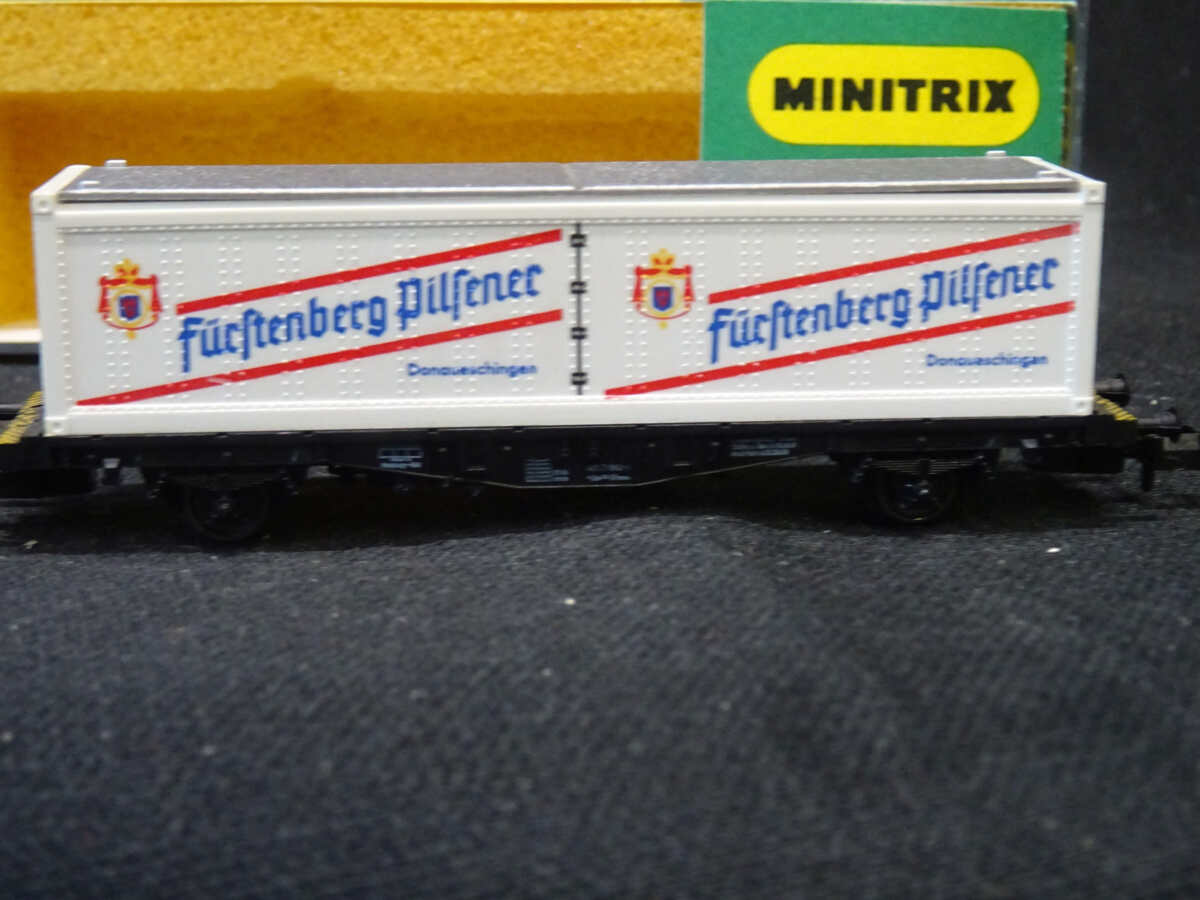 MINITRIX
Fürstenberg Pilsener
Donaueschingen
Fürstenberg Pilsener
Donaueschingen